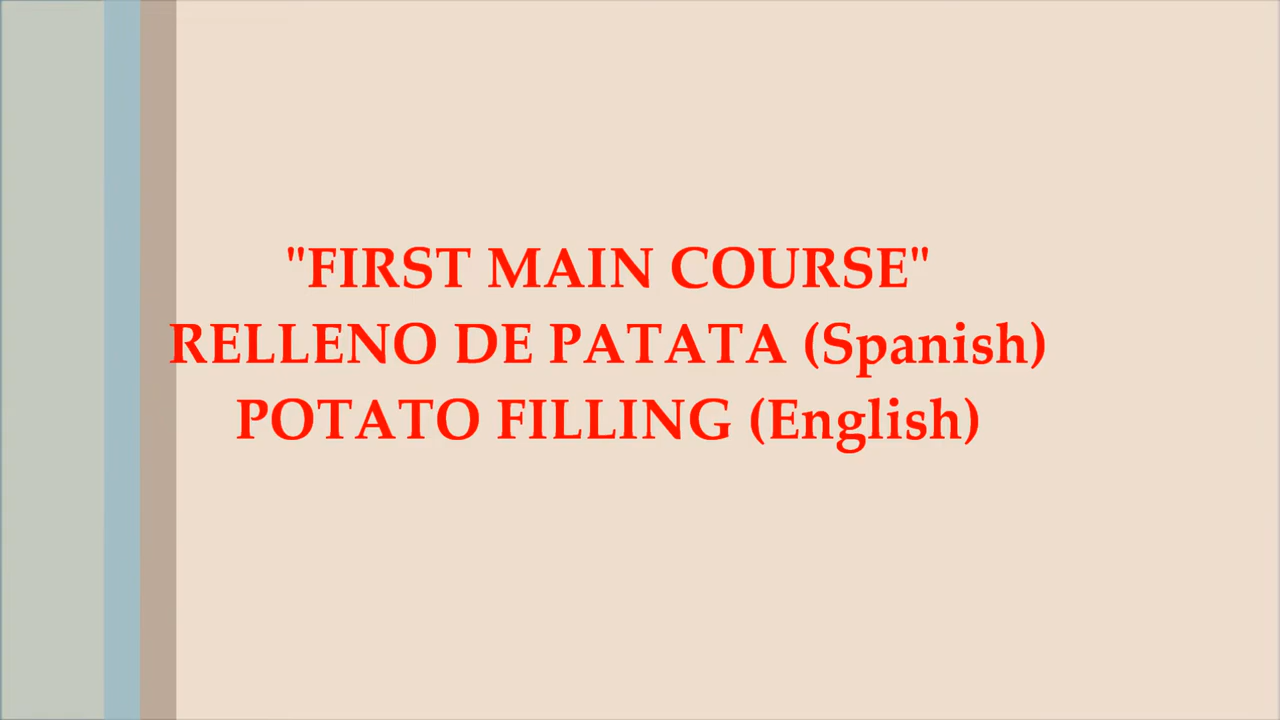 "FIRST MAIN COURSE"
RELLENO DE PATATA (Spanish)
POTATO FILLING (English)